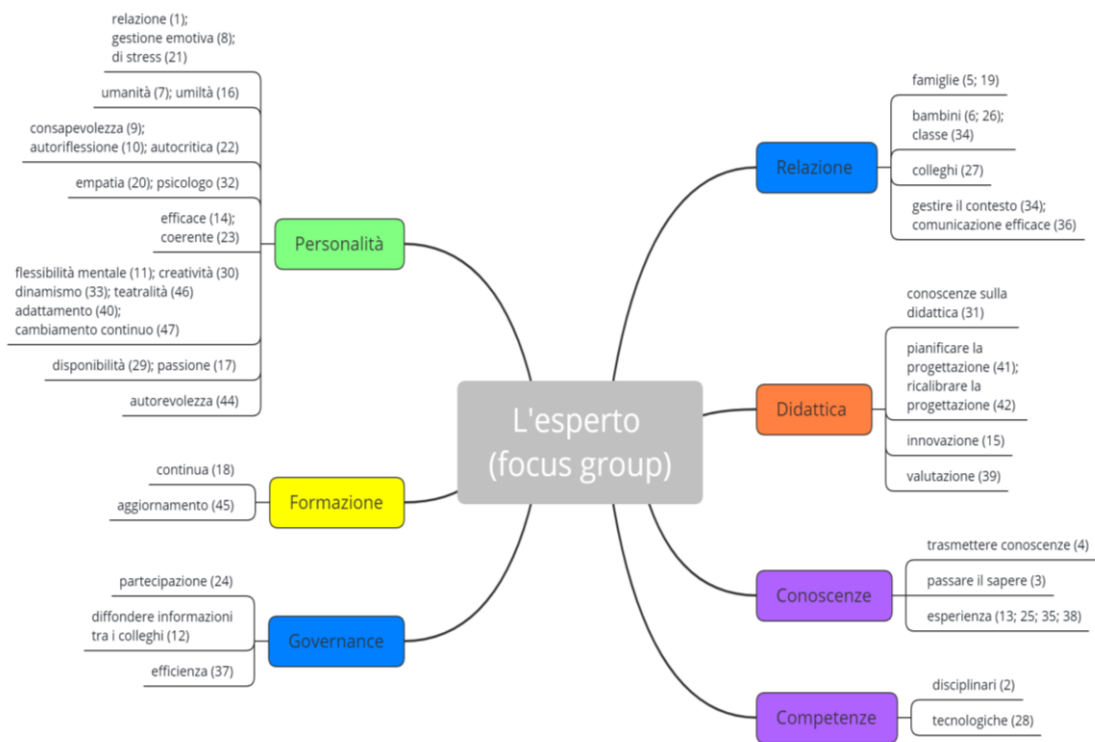 L'esperto
(focus group)
Personalità
relazione (1);
gestione emotiva (8);
di stress (21)
umanità (7); umiltà (16)
consapevolezza (9);
autoriflessione (10); autocritica (22)
empatia (20); psicologo (32)
efficace (14);
coerente (23)
flessibilità mentale (11); creatività (30)
dinamismo (33); teatralità (46)
adattamento (40);
cambiamento continuo (47)
disponibilità (29); passione (17)
autorevolezza (44)
Formazione
continua (18)
aggiornamento (45)
Governance
partecipazione (24)
diffondere informazioni
tra i colleghi (12)
efficienza (37)
Relazione
famiglie (5; 19)
bambini (6; 26);
classe (34)
colleghi (27)
gestire il contesto (34);
comunicazione efficace (36)
Didattica
conoscenze sulla
didattica (31)
pianificare la
progettazione (41);
ricalibrare la
progettazione (42)
innovazione (15)
valutazione (39)
Conoscenze
trasmettere conoscenze (4)
passare il sapere (3)
esperienza (13; 25; 35; 38)
Competenze
disciplinari (2)
tecnologiche (28)